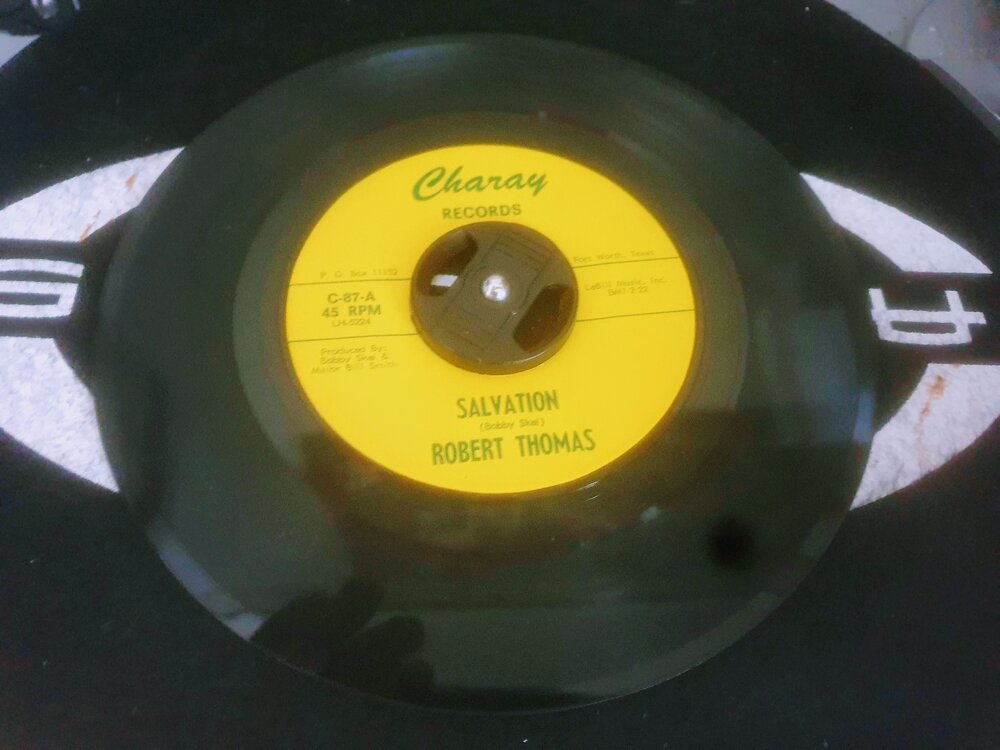 Charay
RECORDS
P. O. Box 11152
Fort Worth, Texas
C-87-A
45 RPM
LH-5224
LeBill Music, Inc.
BMI-2:22
Produced By:
Bobby Skel &
Major Bill Smith
SALVATION
(Bobby Skel)
ROBERT THOMAS